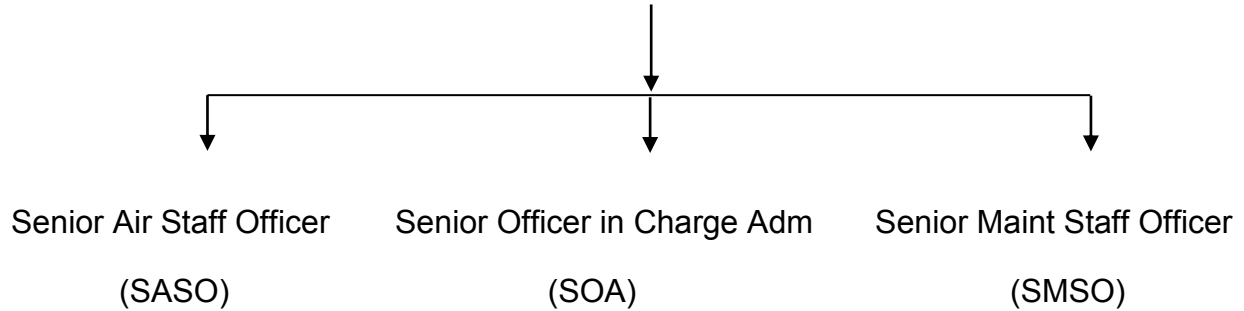 Senior Air Staff Officer Senior Officer in Charge Adm Senior Maint Staff Officer
(SASO) (SOA) (SMSO)